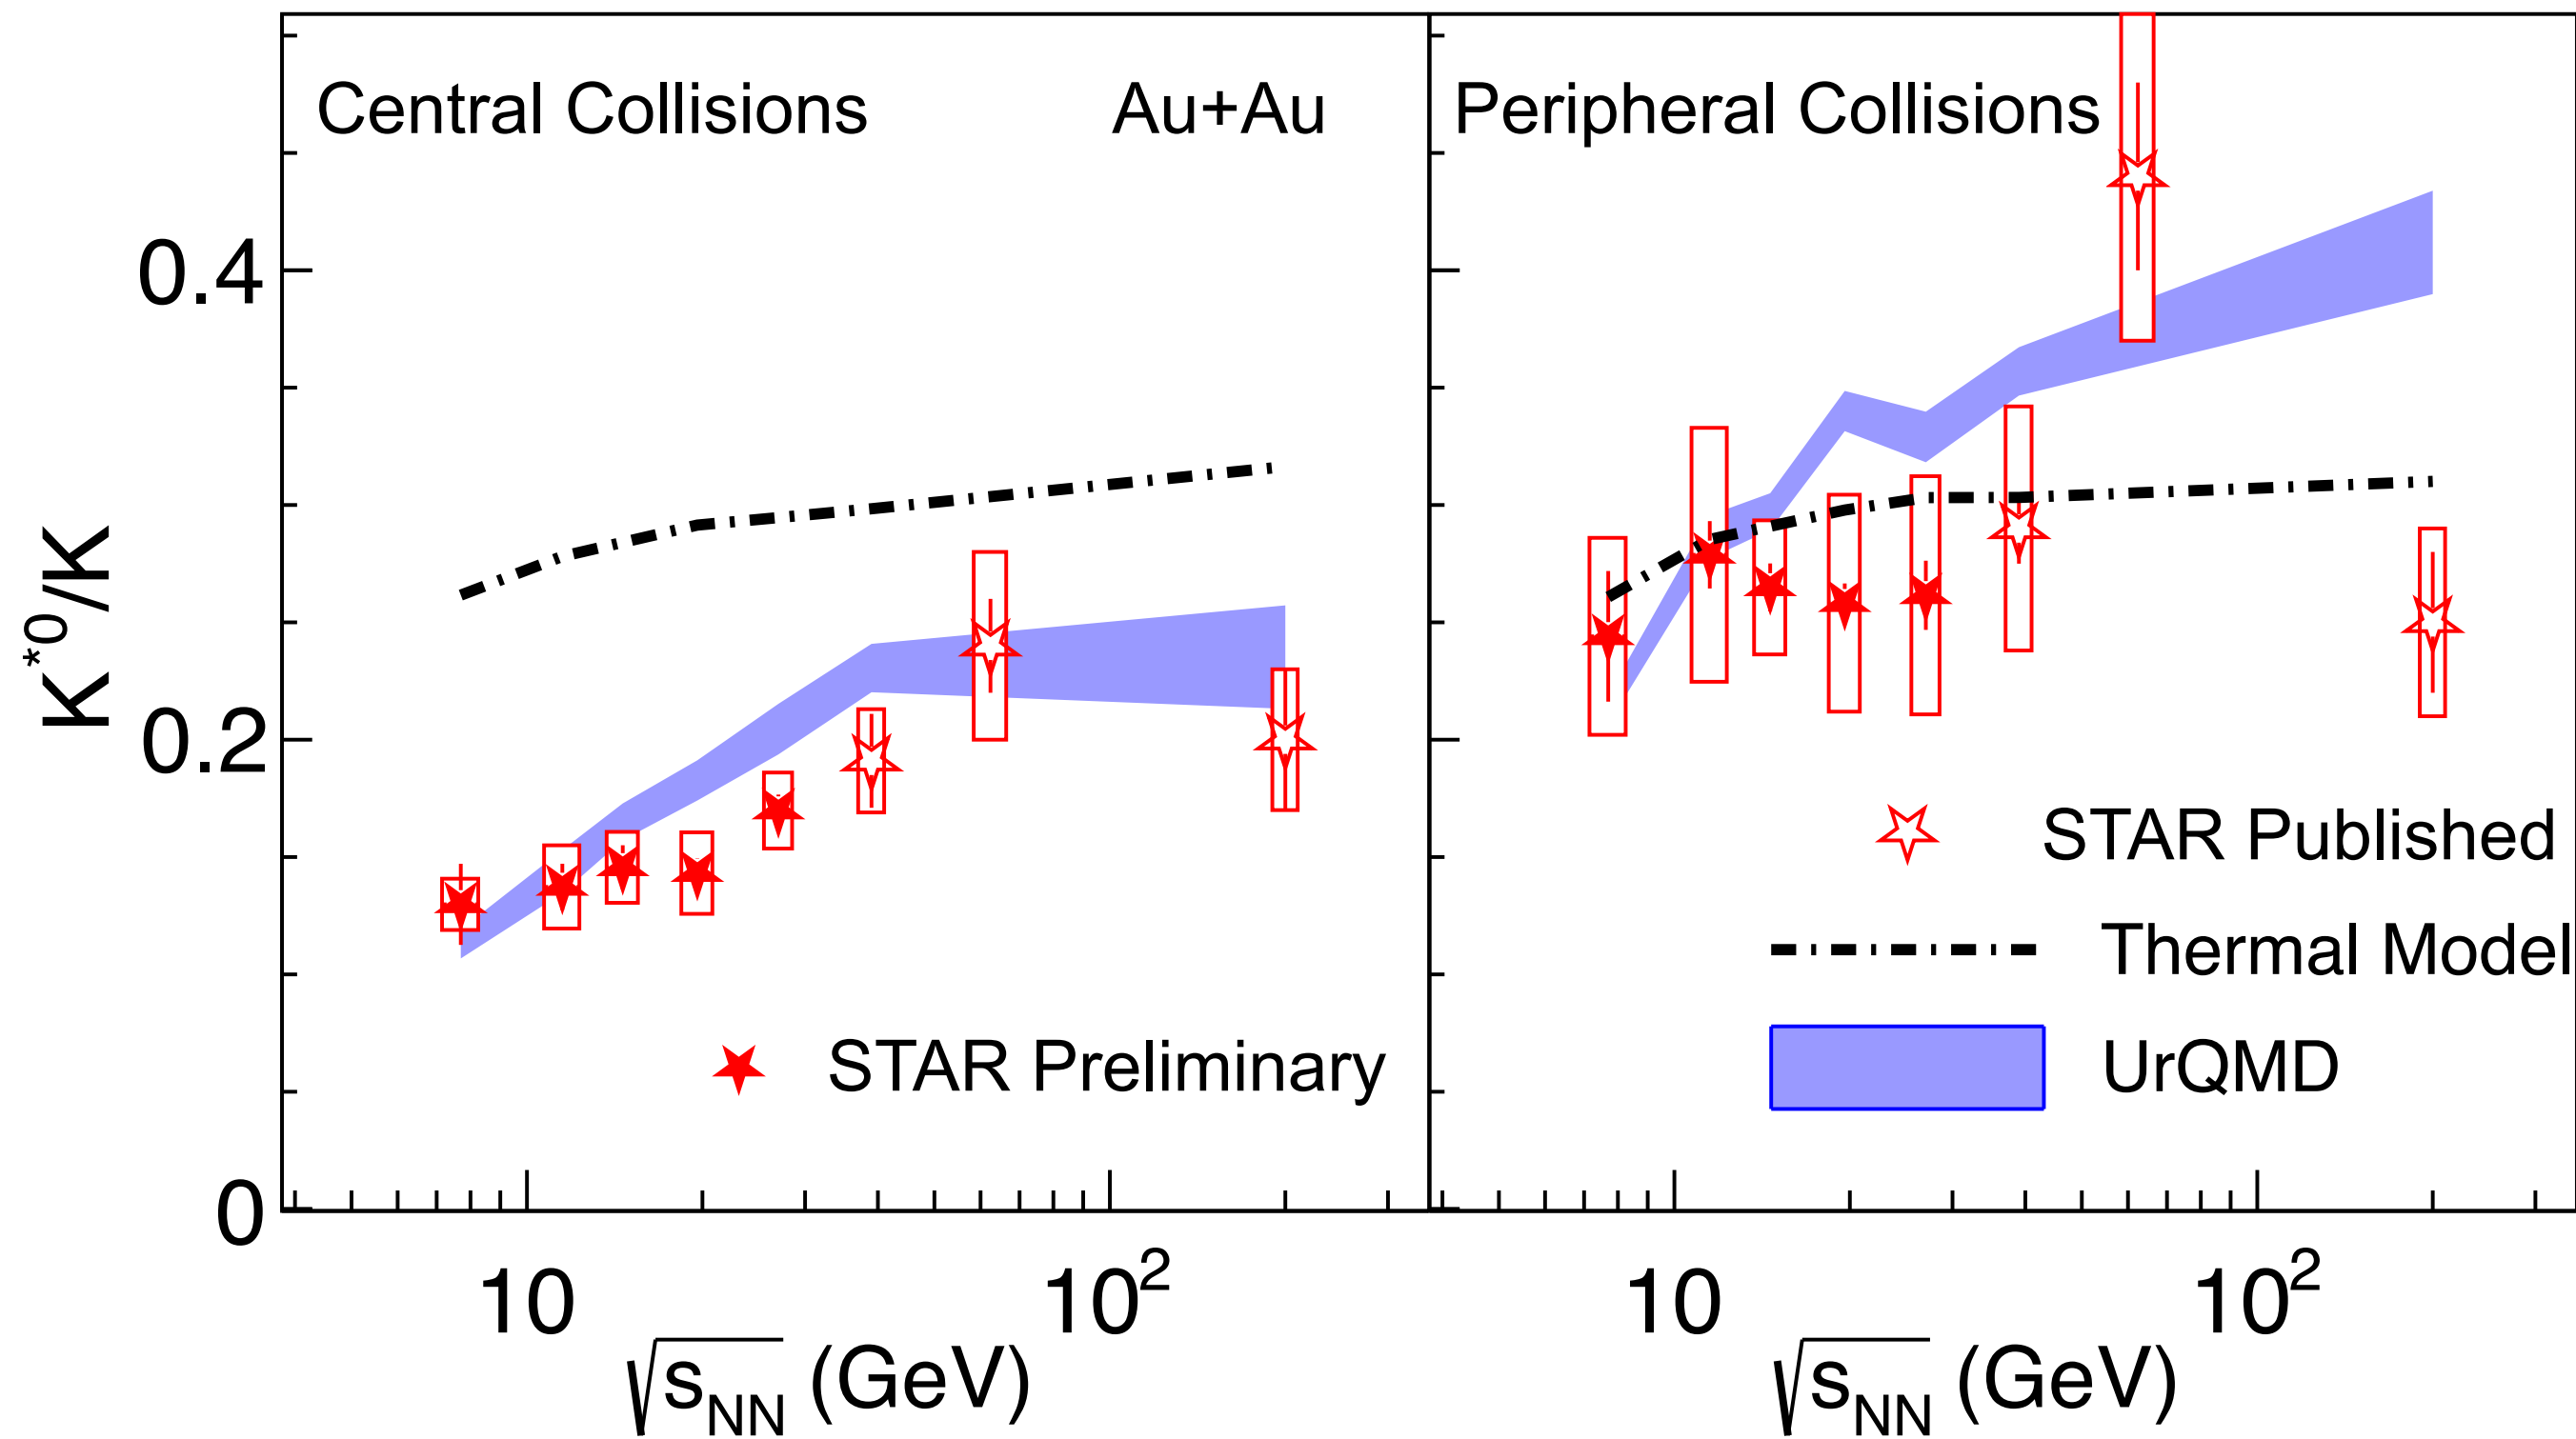 Central Collisions Au+Au
Peripheral Collisions
0.4
K*0/K
0.2
STAR Published
Thermal Model
STAR Preliminary
UrQMD
0
10 10² 10 10²
√sNN (GeV) √sNN (GeV)